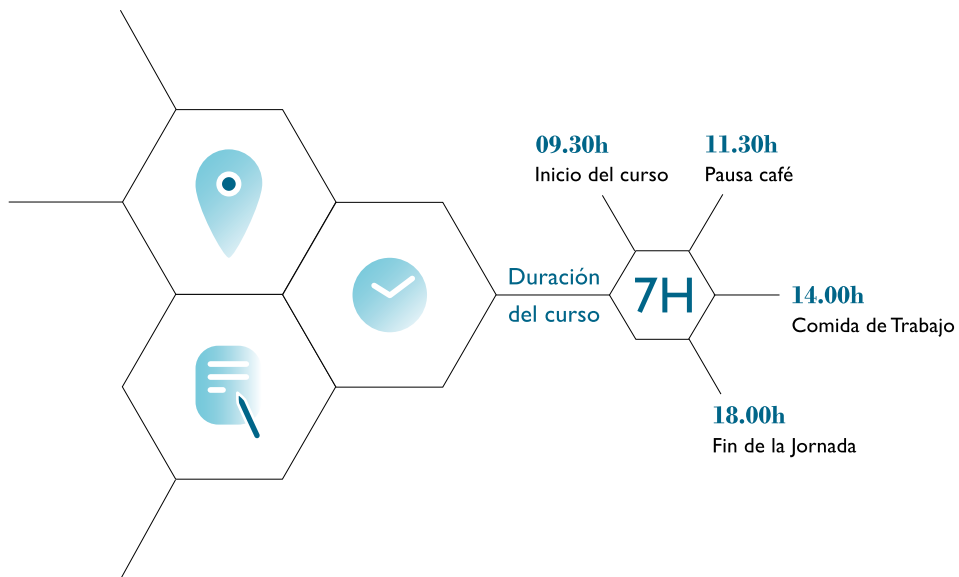 09.30h
Inicio del curso
11.30h
Pausa café
Duración
del curso
7H
14.00h
Comida de Trabajo
18.00h
Fin de la Jornada